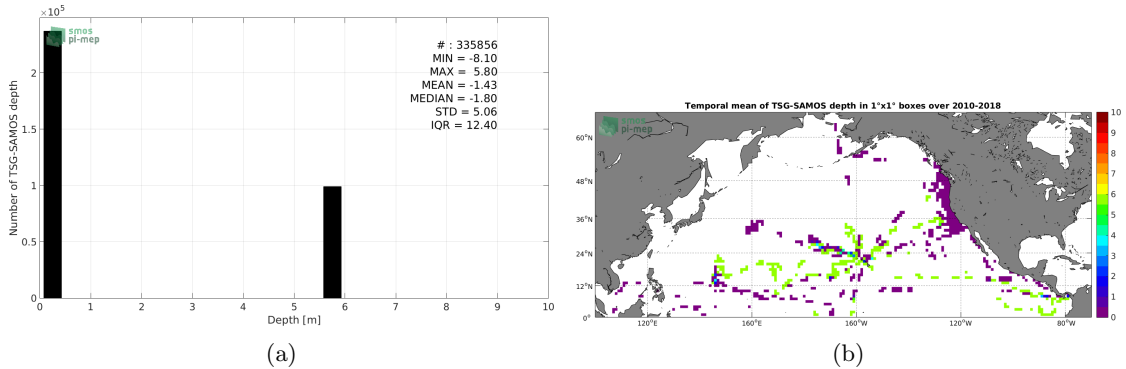 ×10⁵
smos
pi-mep
# : 335856
MIN = -8.10
MAX = 5.80
MEAN = -1.43
MEDIAN = -1.80
STD = 5.06
IQR = 12.40
Number of TSG-SAMOS depth
2
1.5
1
0.5
0
0 1 2 3 4 5 6 7 8 9 10
Depth [m]
(a)
Temporal mean of TSG-SAMOS depth in 1°x1° boxes over 2010-2018
smos
pi-mep
60°N
48°N
36°N
24°N
12°N
0°
120°E 160°E 160°W 120°W 80°W
10
9
8
7
6
5
4
3
2
1
0
(b)